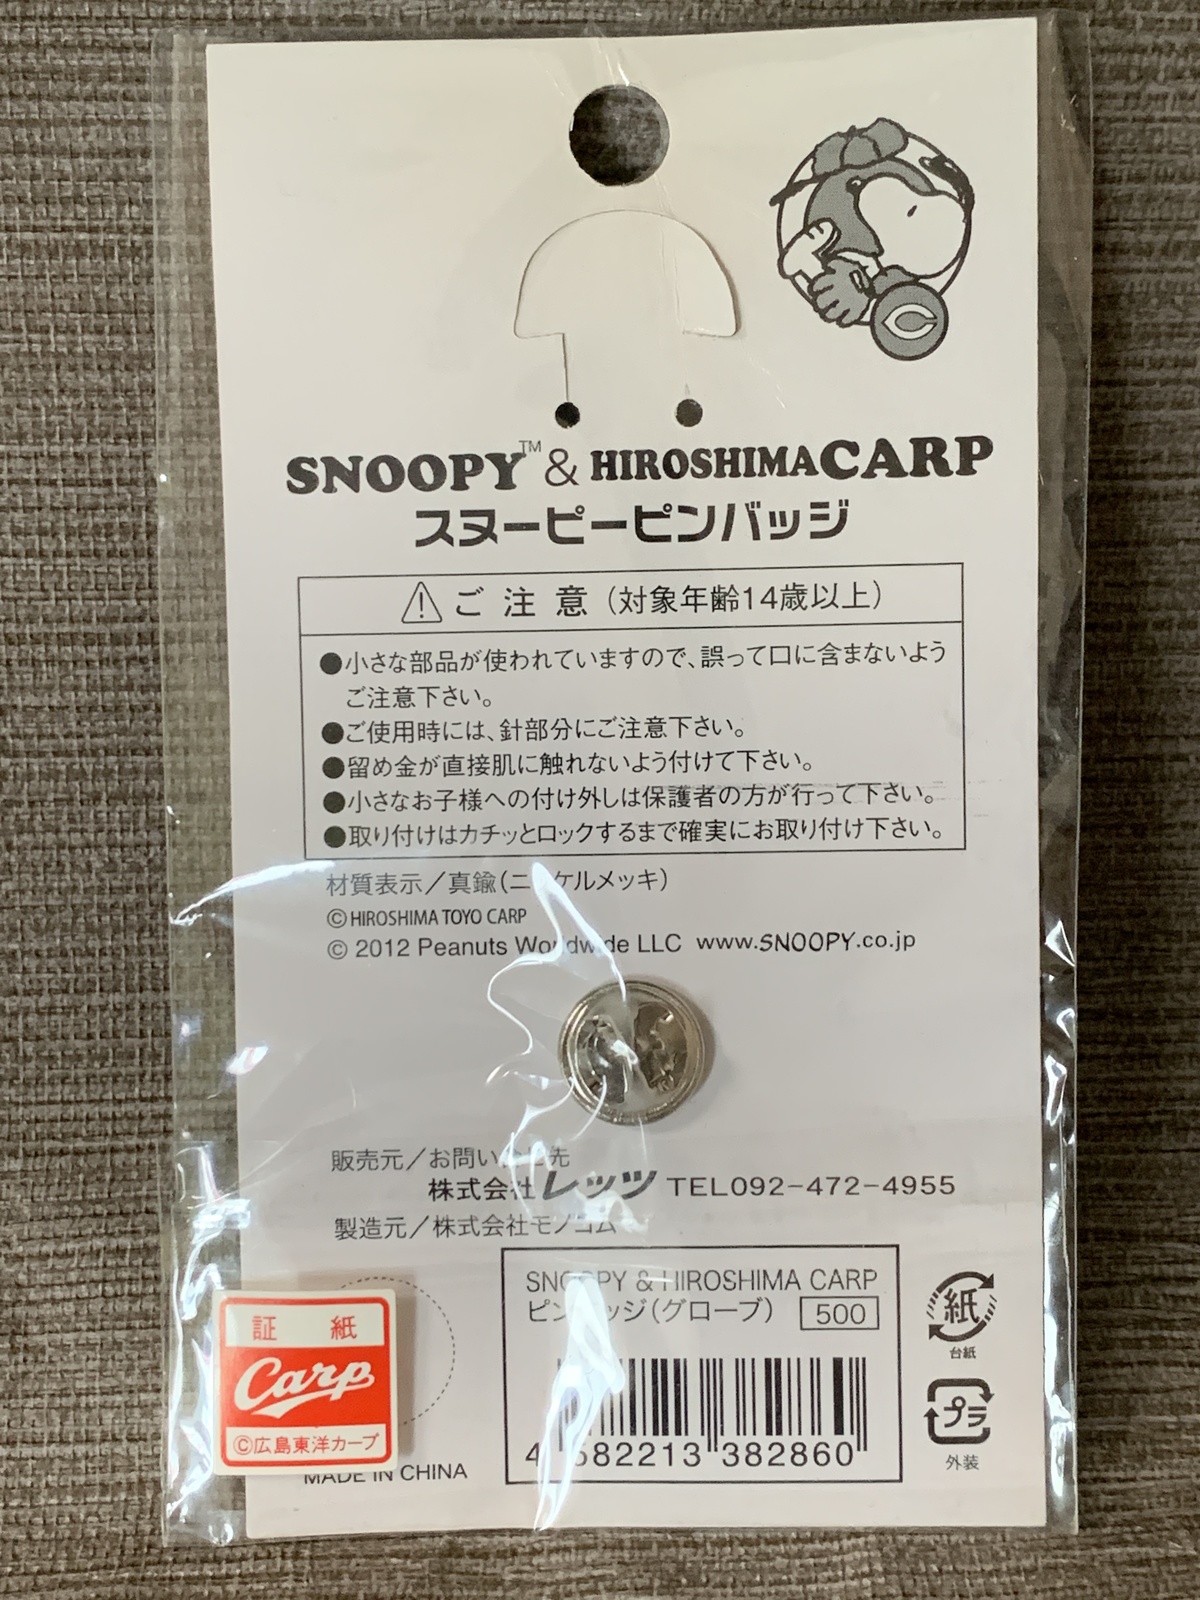 SNOOPY™ & HIROSHIMA CARP
スヌーピーピンバッジ
ご注意（対象年齢14歳以上）
●小さな部品が使われていますので、誤って口に含まないよう
ご注意下さい。
●ご使用時には、針部分にご注意下さい。
●留め金が直接肌に触れないよう付けて下さい。
●小さなお子様への付け外しは保護者の方が行って下さい。
●取り付けはカチッとロックするまで確実にお取り付け下さい。
材質表示／真鍮（ニッケルメッキ）
©HIROSHIMA TOYO CARP
© 2012 Peanuts Worldwide LLC www.SNOOPY.co.jp
販売元／お問い合せ先
株式会社レッツ TEL092-472-4955
製造元／株式会社モノコム
SNOOPY & HIROSHIMA CARP
ピンバッジ（グローブ） 500
4582213382860
紙
台紙
プラ
外装
証紙
Carp
©広島東洋カープ
MADE IN CHINA